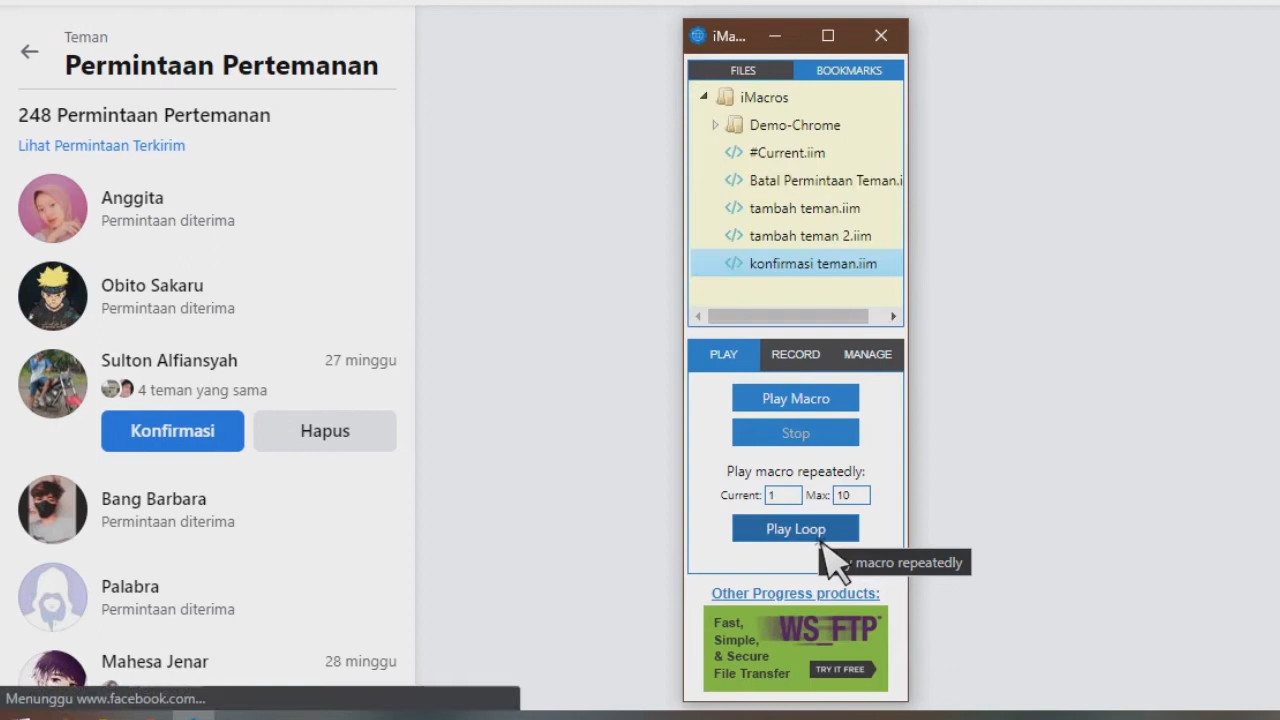 Teman
Permintaan Pertemanan
248 Permintaan Pertemanan
Lihat Permintaan Terkirim
Anggita
Permintaan diterima
Obito Sakaru
Permintaan diterima
Sulton Alfiansyah 27 minggu
4 teman yang sama
Konfirmasi Hapus
Bang Barbara
Permintaan diterima
Palabra
Permintaan diterima
Mahesa Jenar 28 minggu
Menunggu www.facebook.com...
iMa...
FILES BOOKMARKS
iMacros
Demo-Chrome
#Current.iim
Batal Permintaan Teman.i
tambah teman.iim
tambah teman 2.iim
konfirmasi teman.iim
PLAY RECORD MANAGE
Play Macro
Stop
Play macro repeatedly:
Current: 1 Max: 10
Play Loop
macro repeatedly
Other Progress products:
Fast,
Simple,
& Secure
File Transfer
WS_FTP
TRY IT FREE